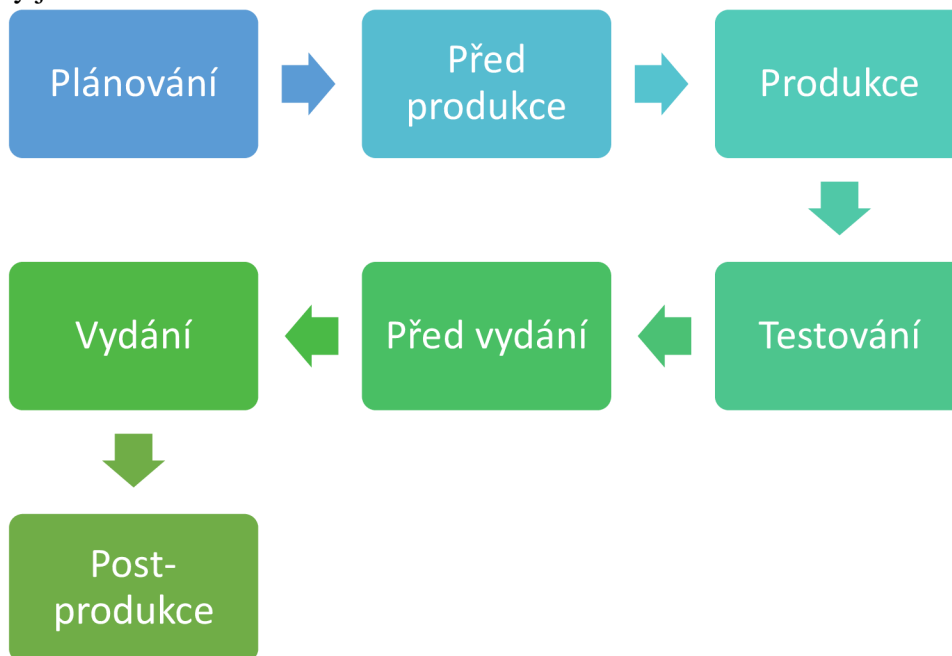 Plánování
Před
produkce
Produkce
Testování
Před vydání
Vydání
Post-
produkce